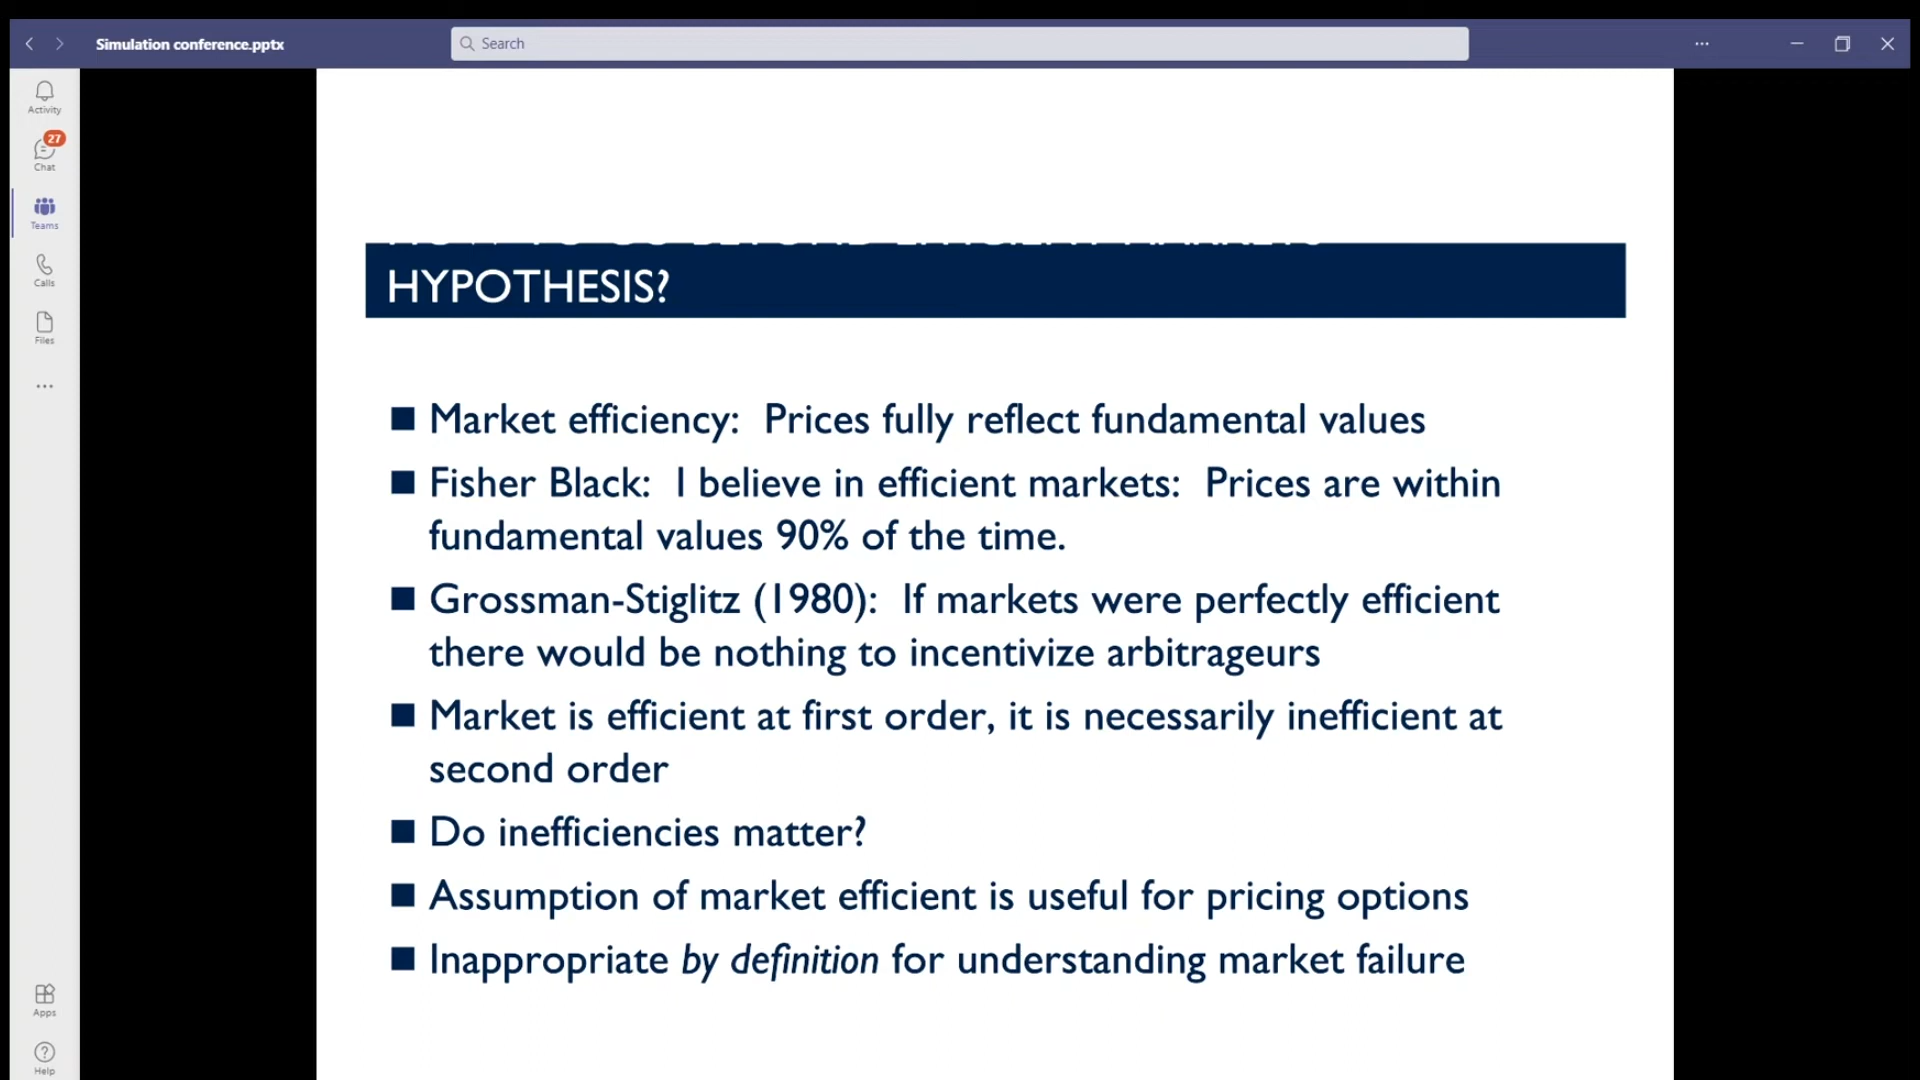 Simulation conference.pptx
Search
Activity
27
Chat
Teams
Calls
Files
Apps
Help
HYPOTHESIS?
Market efficiency: Prices fully reflect fundamental values
Fisher Black: I believe in efficient markets: Prices are within
fundamental values 90% of the time.
Grossman-Stiglitz (1980): If markets were perfectly efficient
there would be nothing to incentivize arbitrageurs
Market is efficient at first order, it is necessarily inefficient at
second order
Do inefficiencies matter?
Assumption of market efficient is useful for pricing options
Inappropriate by definition for understanding market failure